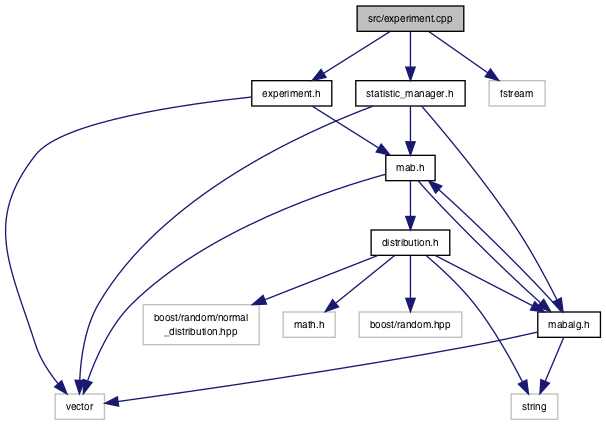 src/experiment.cpp
experiment.h
statistic_manager.h
fstream
mab.h
distribution.h
boost/random/normal
_distribution.hpp
math.h
boost/random.hpp
mabalg.h
vector
string